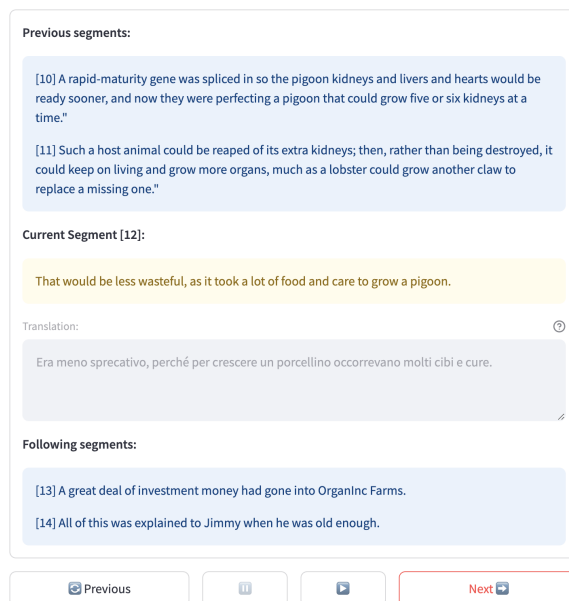 Previous segments:
[10] A rapid-maturity gene was spliced in so the pigoon kidneys and livers and hearts would be
ready sooner, and now they were perfecting a pigoon that could grow five or six kidneys at a
time."
[11] Such a host animal could be reaped of its extra kidneys; then, rather than being destroyed, it
could keep on living and grow more organs, much as a lobster could grow another claw to
replace a missing one."
Current Segment [12]:
That would be less wasteful, as it took a lot of food and care to grow a pigoon.
Translation:
Era meno sprecativo, perché per crescere un porcellino occorrevano molti cibi e cure.
Following segments:
[13] A great deal of investment money had gone into OrganInc Farms.
[14] All of this was explained to Jimmy when he was old enough.
Previous
Next